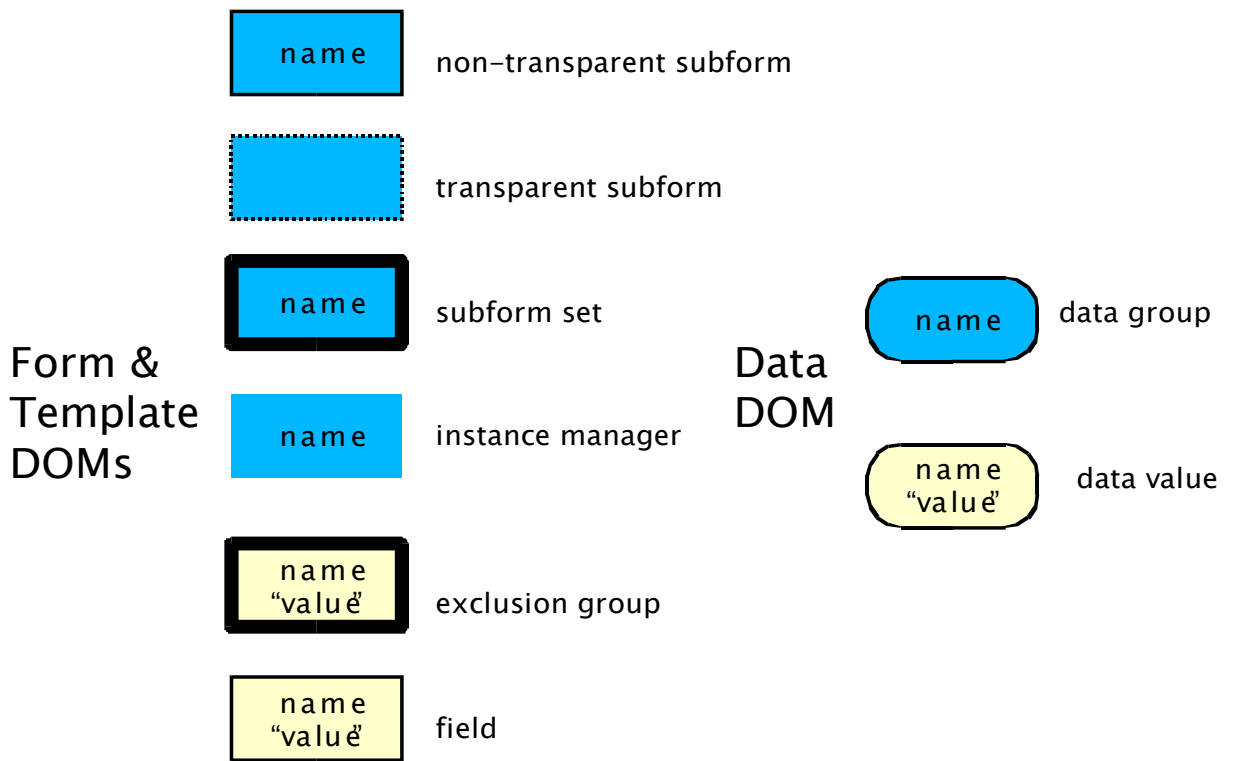 name
non-transparent subform
transparent subform
name
subform set
Form &
Template
DOMs
name
instance manager
name
“value”
exclusion group
name
“value”
field
Data
DOM
name
data group
name
“value”
data value